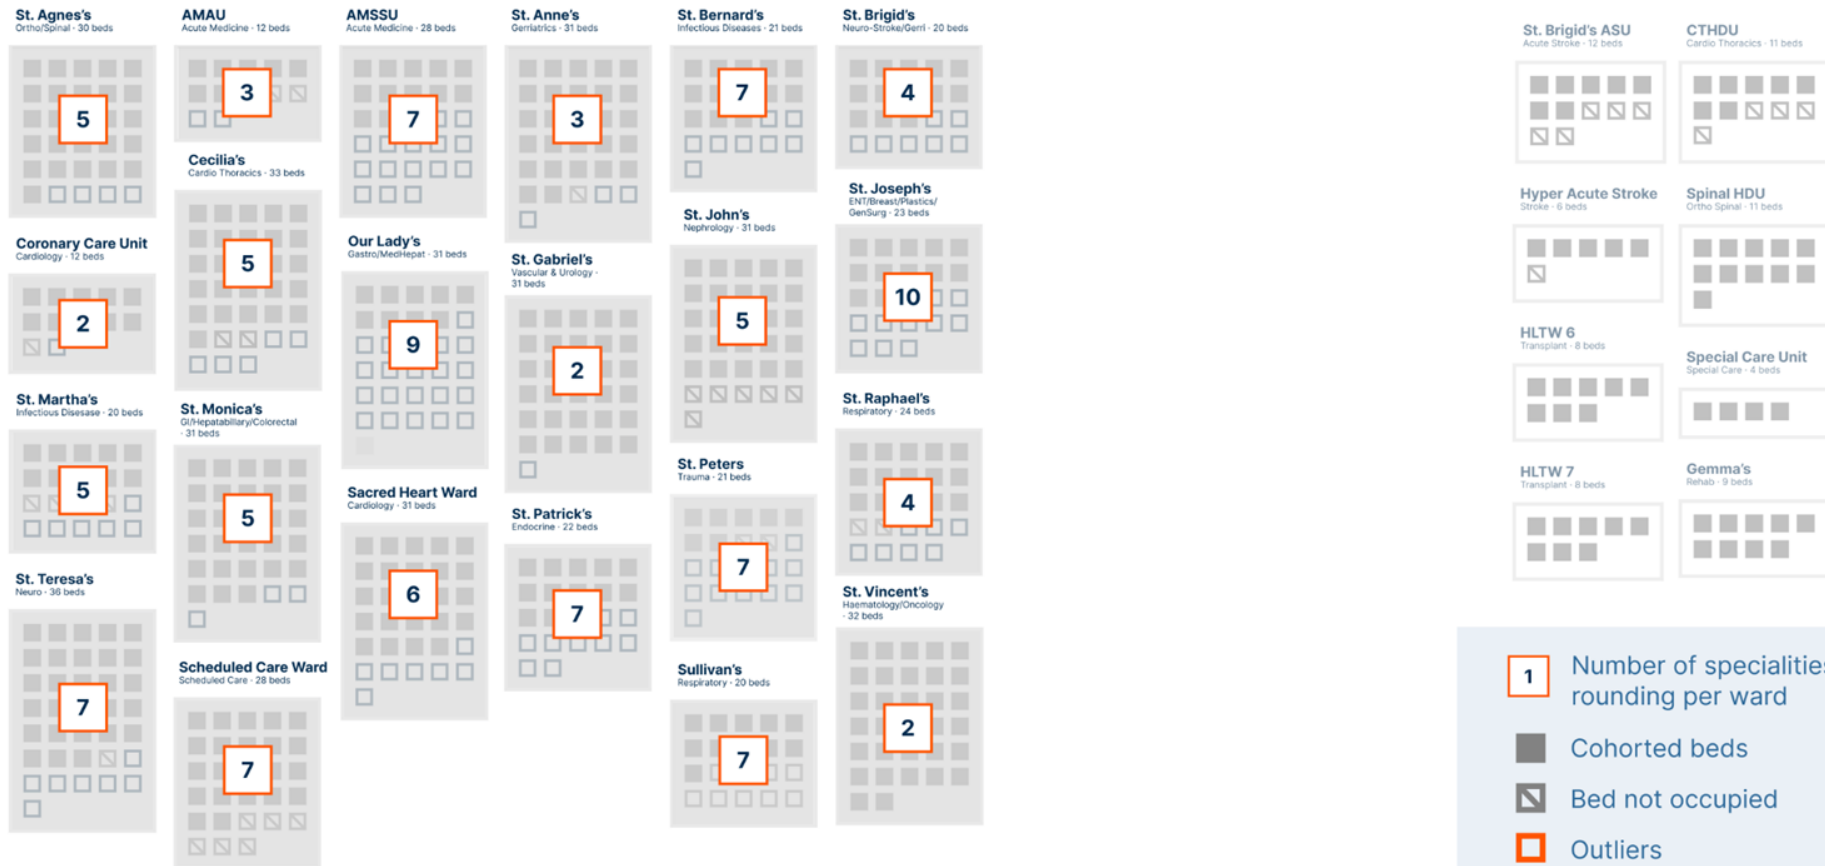 St. Agnes's
Ortho/Spinal · 30 beds
5
Coronary Care Unit
Cardiology · 12 beds
2
St. Martha's
Infectious Disesase · 20 beds
5
St. Teresa's
Neuro · 36 beds
7
AMAU
Acute Medicine · 12 beds
3
Cecilia's
Cardio Thoracics · 33 beds
5
St. Monica's
GI/Hepatabiliary/Colorectal
· 31 beds
5
Scheduled Care Ward
Scheduled Care · 28 beds
7
AMSSU
Acute Medicine · 28 beds
7
Our Lady's
Gastro/MedHepat · 31 beds
9
Sacred Heart Ward
Cardiology · 31 beds
6
St. Anne's
Gerriatrics · 31 beds
3
St. Gabriel's
Vascular & Urology ·
31 beds
2
St. Patrick's
Endocrine · 22 beds
7
St. Bernard's
Infectious Diseases · 21 beds
7
St. John's
Nephrology · 31 beds
5
St. Peters
Trauma · 21 beds
7
Sullivan's
Respiratory · 20 beds
7
St. Brigid's
Neuro-Stroke/Gerri · 20 beds
4
St. Joseph's
ENT/Breast/Plastics/
GenSurg · 23 beds
10
St. Raphael's
Respiratory · 24 beds
4
St. Vincent's
Haematology/Oncology
· 32 beds
2
St. Brigid's ASU
Acute Stroke · 12 beds
Hyper Acute Stroke
Stroke · 6 beds
HLTW 6
Transplant · 8 beds
HLTW 7
Transplant · 8 beds
CTHDU
Cardio Thoracics · 11 beds
Spinal HDU
Ortho Spinal · 11 beds
Special Care Unit
Special Care · 4 beds
Gemma's
Rehab · 9 beds
1
Number of specialities
rounding per ward
Cohorted beds
Bed not occupied
Outliers